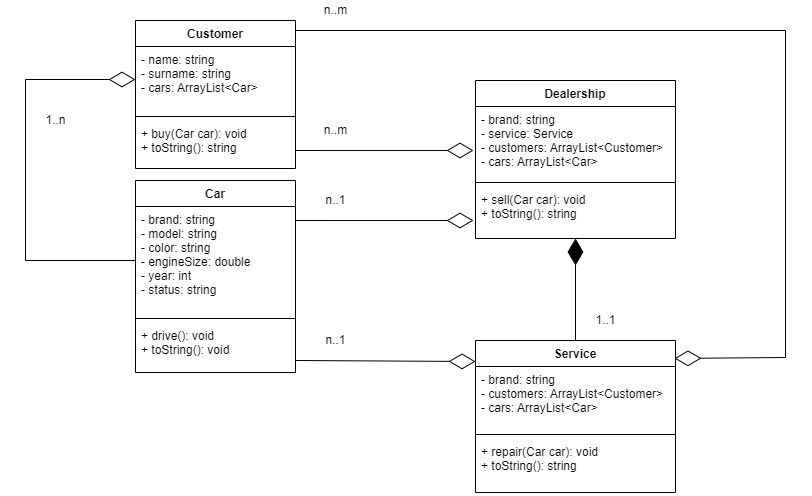 n..m
Customer
- name: string
- surname: string
- cars: ArrayList<Car>
+ buy(Car car): void
+ toString(): string
1..n
n..m
Dealership
- brand: string
- service: Service
- customers: ArrayList<Customer>
- cars: ArrayList<Car>
+ sell(Car car): void
+ toString(): string
Car
- brand: string
- model: string
- color: string
- engineSize: double
- year: int
- status: string
+ drive(): void
+ toString(): void
n..1
n..1
1..1
Service
- brand: string
- customers: ArrayList<Customer>
- cars: ArrayList<Car>
+ repair(Car car): void
+ toString(): string